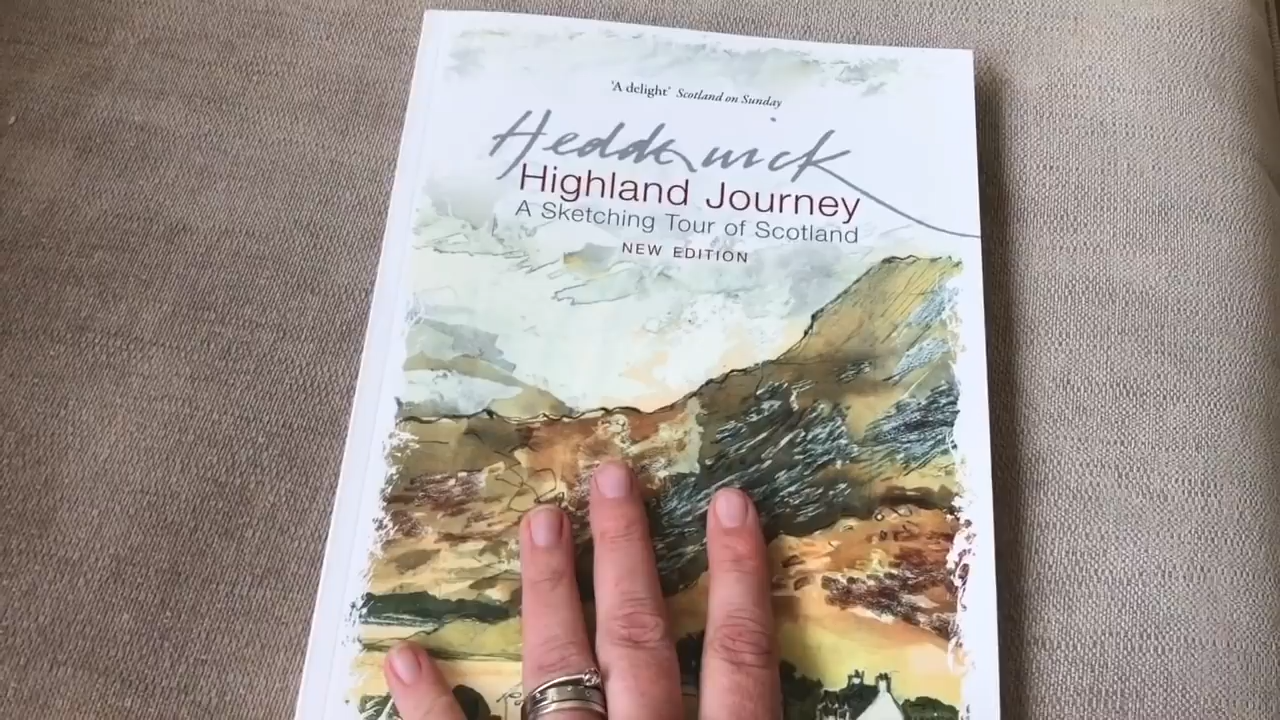 'A delight' Scotland on Sunday
Hedderwick
Highland Journey
A Sketching Tour of Scotland
NEW EDITION